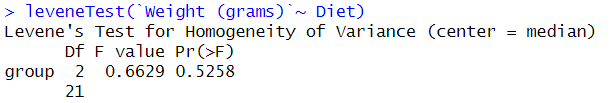 > leveneTest(`Weight (grams)`~ Diet)
Levene's Test for Homogeneity of Variance (center = median)
Df F value Pr(>F)
group 2 0.6629 0.5258
21